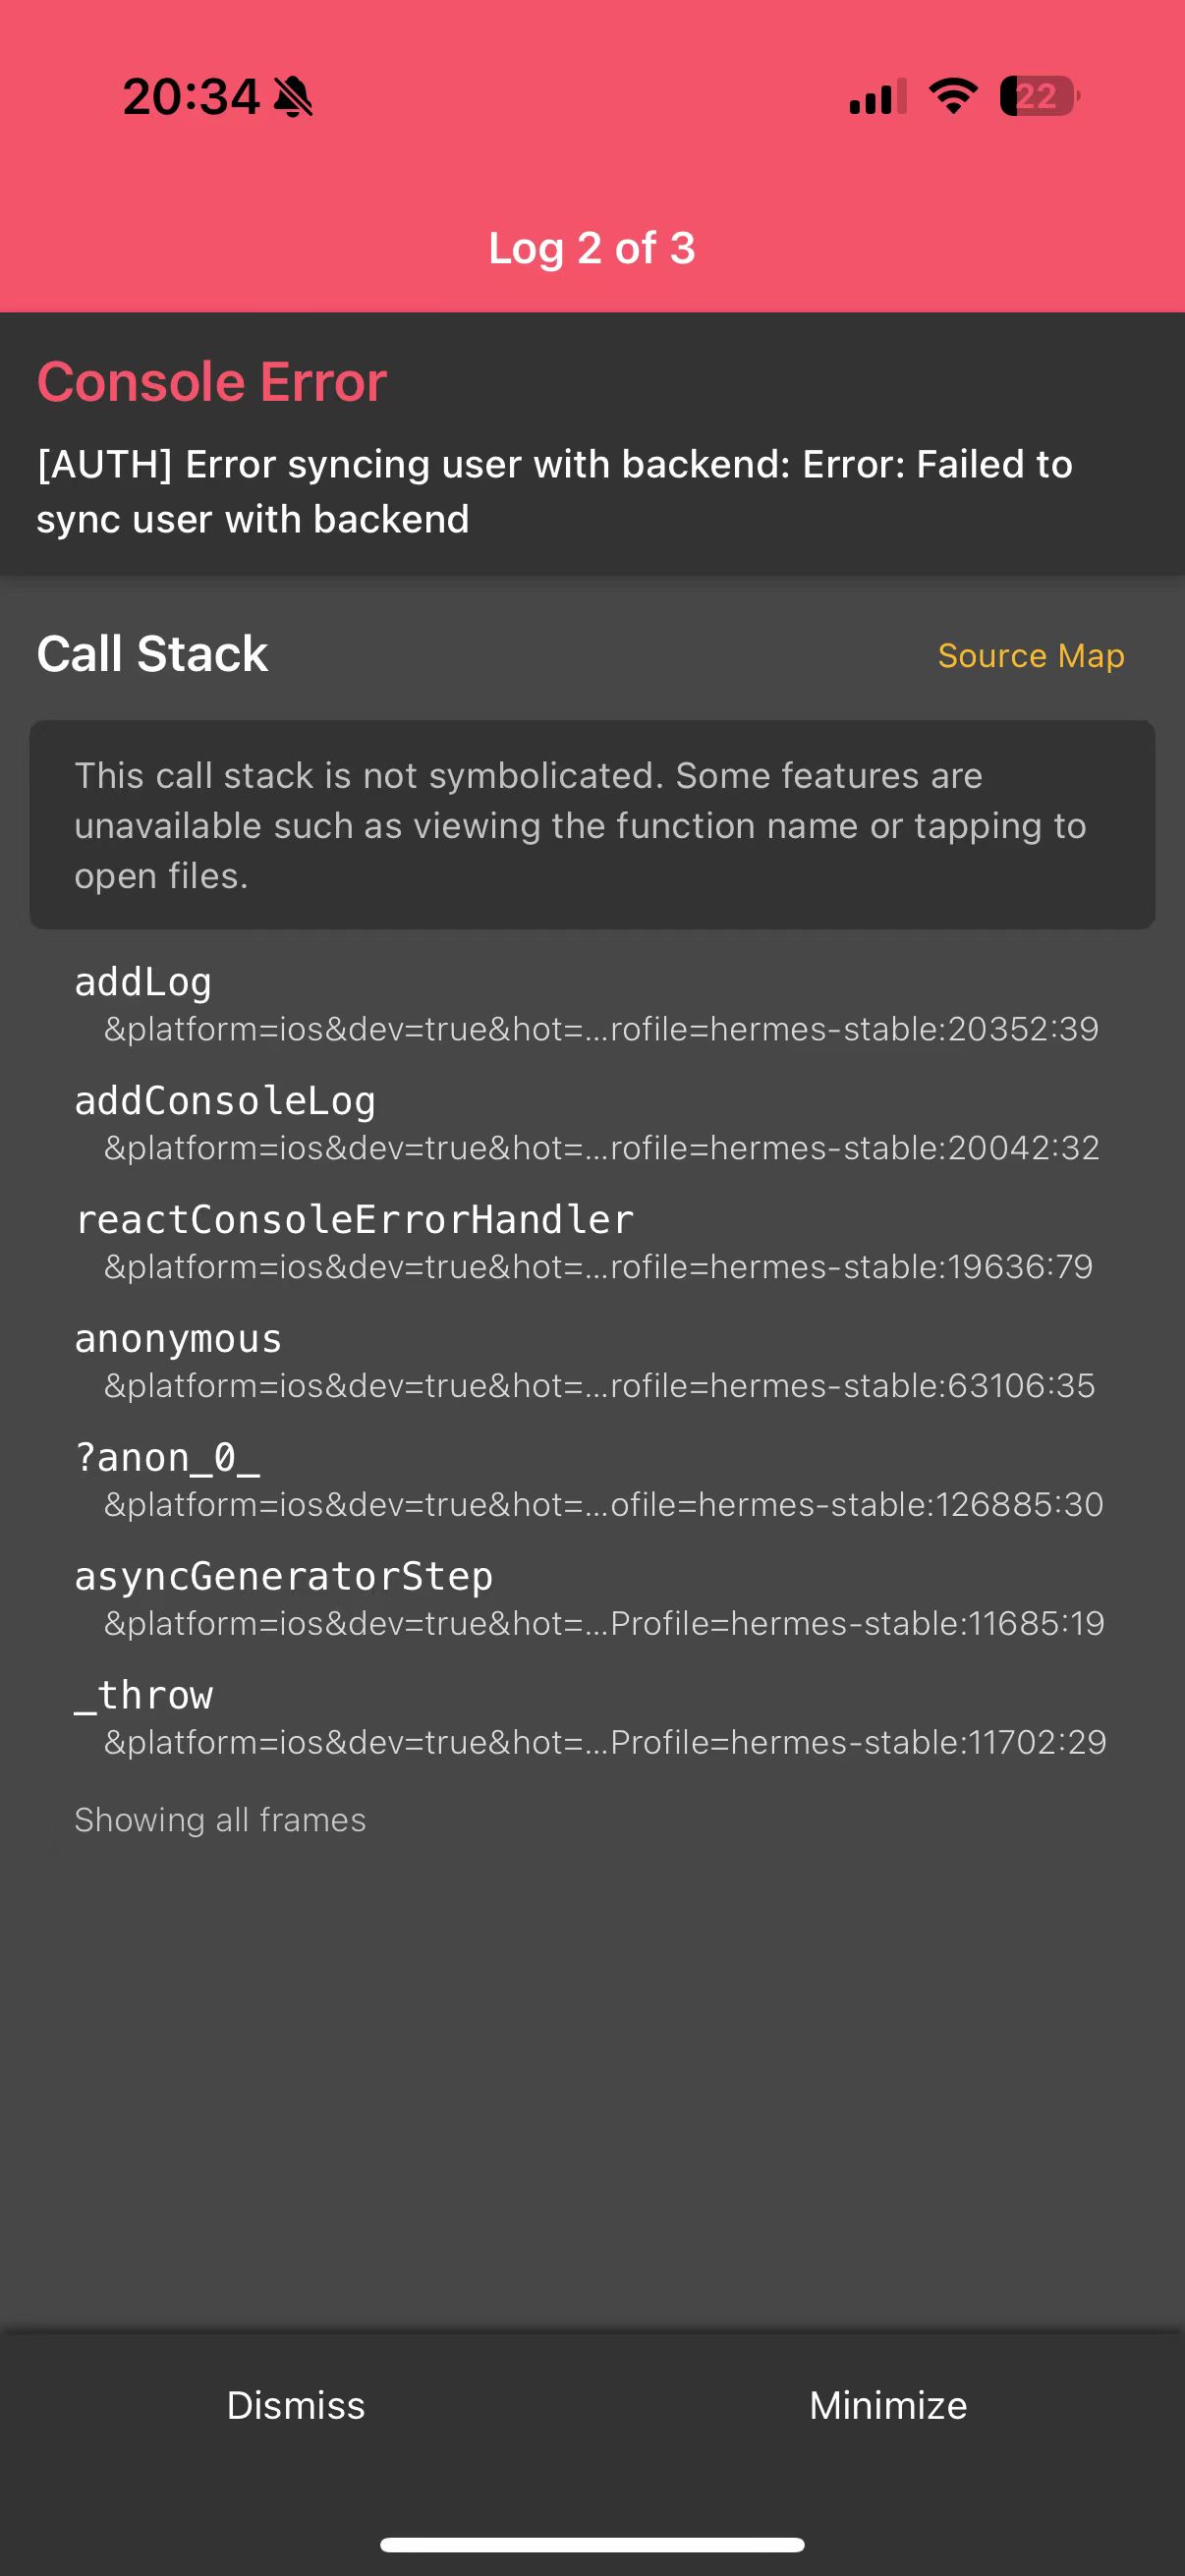 20:34
22
Log 2 of 3
Console Error
[AUTH] Error syncing user with backend: Error: Failed to
sync user with backend
Call Stack
Source Map
This call stack is not symbolicated. Some features are
unavailable such as viewing the function name or tapping to
open files.
addLog
&platform=ios&dev=true&hot=...rofile=hermes-stable:20352:39
addConsoleLog
&platform=ios&dev=true&hot=...rofile=hermes-stable:20042:32
reactConsoleErrorHandler
&platform=ios&dev=true&hot=...rofile=hermes-stable:19636:79
anonymous
&platform=ios&dev=true&hot=...rofile=hermes-stable:63106:35
?anon_0_
&platform=ios&dev=true&hot=...ofile=hermes-stable:126885:30
asyncGeneratorStep
&platform=ios&dev=true&hot=...Profile=hermes-stable:11685:19
_throw
&platform=ios&dev=true&hot=...Profile=hermes-stable:11702:29
Showing all frames
Dismiss
Minimize